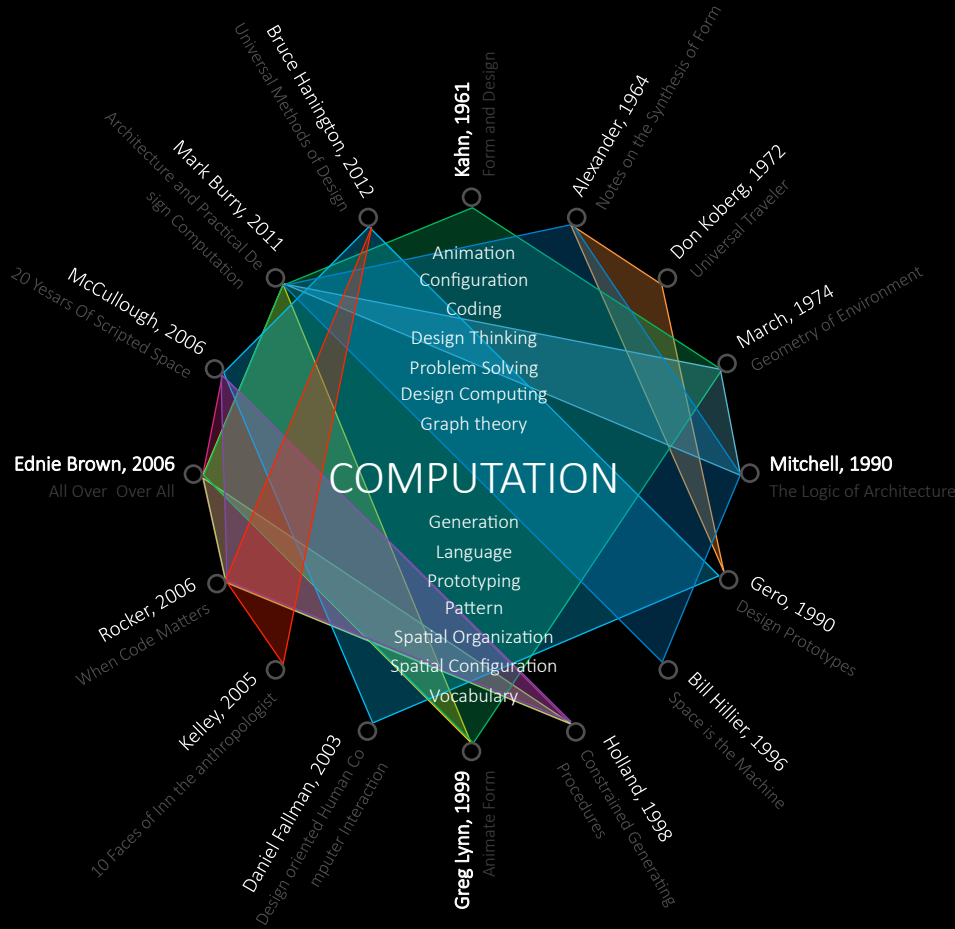 Kahn, 1961
Form and Design
Alexander, 1964
Notes on the Synthesis of Form
Don Koberg, 1972
Universal Traveler
March, 1974
Geometry of Environment
Mitchell, 1990
The Logic of Architecture
Gero, 1990
Design Prototypes
Bill Hillier, 1996
Space is the Machine
Holland, 1998
Constrained Generating
Procedures
Greg Lynn, 1999
Animate Form
Daniel Fallman, 2003
Design oriented Human Co
mputer Interaction
Kelley, 2005
10 Faces of Inn the anthropologist
Rocker, 2006
When Code Matters
Ednie Brown, 2006
All Over  Over All
McCullough, 2006
20 Yesars Of Scripted Space
Mark Burry, 2011
Architecture and Practical De
sign Computation
Bruce Hanington, 2012
Universal Methods of Design
Animation
Configuration
Coding
Design Thinking
Problem Solving
Design Computing
Graph theory
COMPUTATION
Generation
Language
Prototyping
Pattern
Spatial Organization
Spatial Configuration
Vocabulary